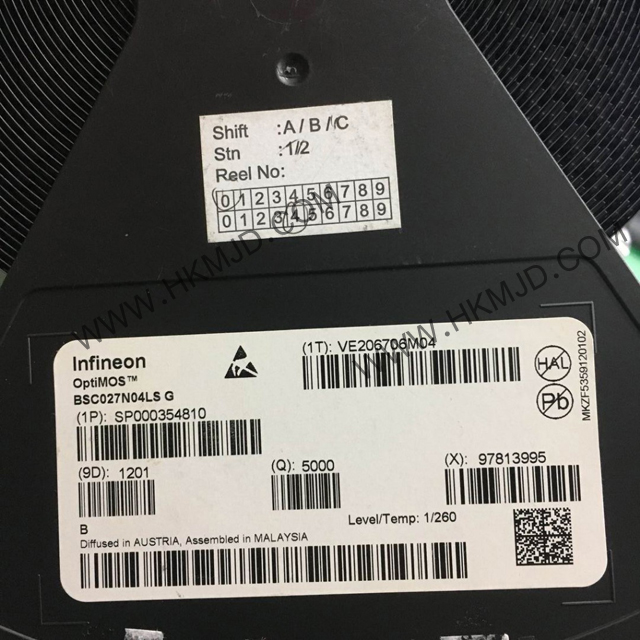 Shift :A/B/C
Stn :1/2
Reel No:
0 1 2 3 4 5 6 7 8 9
0 1 2 3 4 5 6 7 8 9
WWW.HKMJD.COM
WWW.HKMJD.COM
Infineon
OptiMOS™
BSC027N04LS G
(1P): SP000354810
(1T): VE206706M04
HAL
Pb
MKZF5359120102
(9D): 1201
(Q): 5000
(X): 97813995
B
Level/Temp: 1/260
Diffused in AUSTRIA, Assembled in MALAYSIA